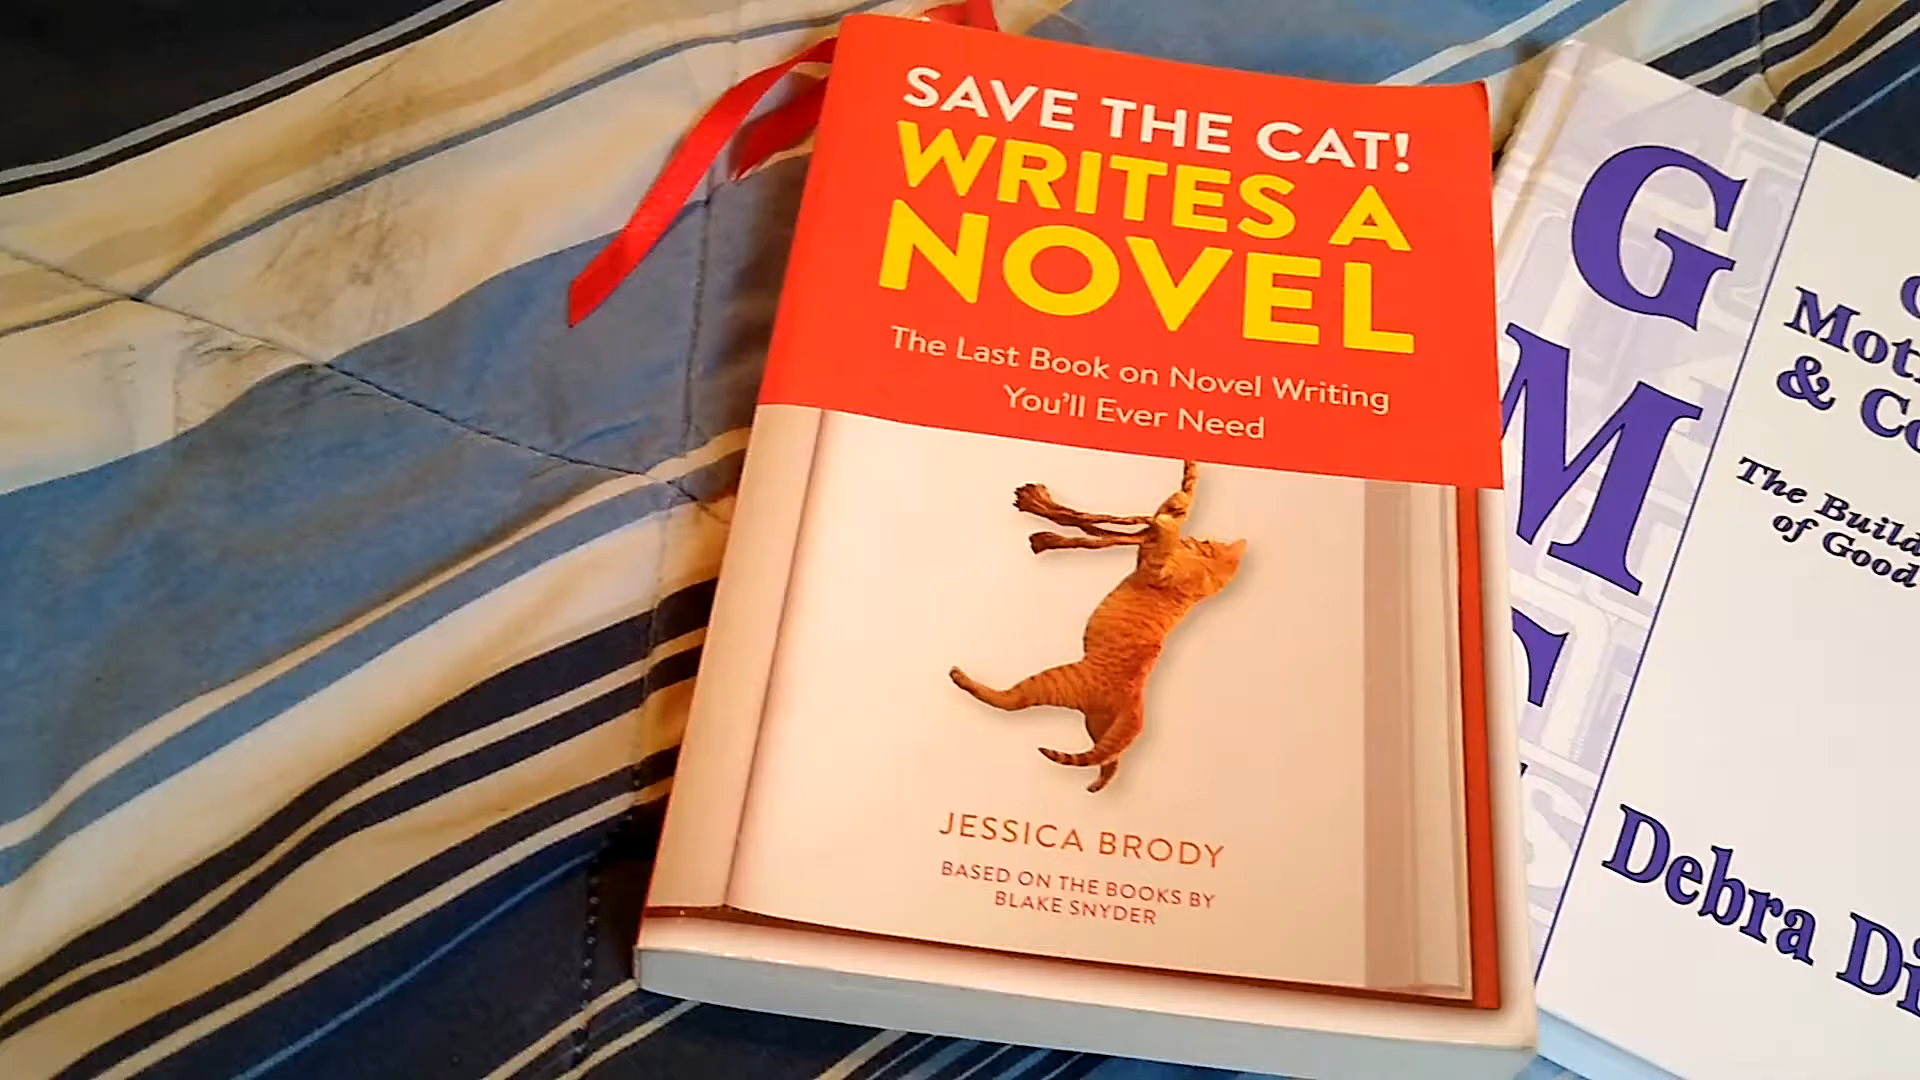 SAVE THE CAT!
WRITES A
NOVEL
The Last Book on Novel Writing
You'll Ever Need
JESSICA BRODY
BASED ON THE BOOKS BY
BLAKE SNYDER
G
M
&
The
of Good
Debra